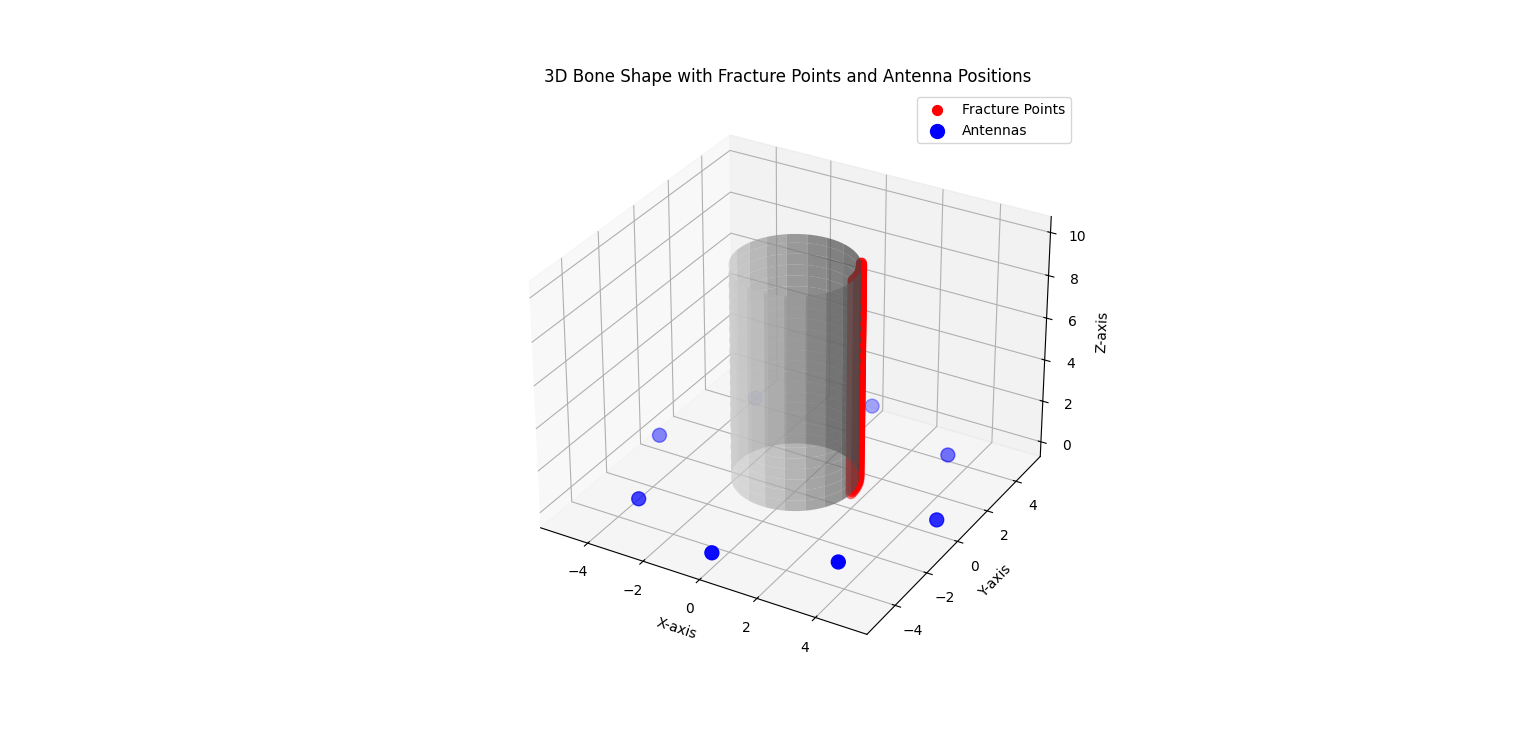 3D Bone Shape with Fracture Points and Antenna Positions
Fracture Points
Antennas
10
8
6
4
2
0
Z-axis
4
2
0
−2
−4
Y-axis
−4
−2
0
2
4
X-axis